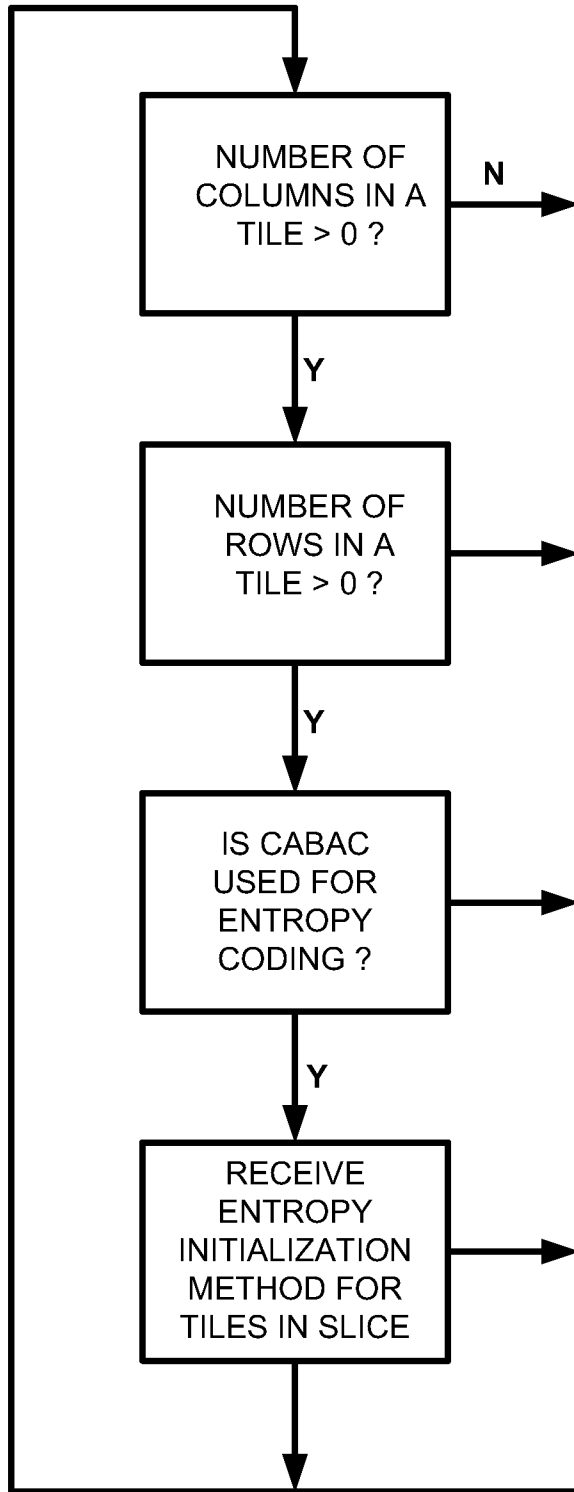 NUMBER OF
COLUMNS IN A
TILE > 0 ?
N
Y
NUMBER OF
ROWS IN A
TILE > 0 ?
Y
IS CABAC
USED FOR
ENTROPY
CODING ?
Y
RECEIVE
ENTROPY
INITIALIZATION
METHOD FOR
TILES IN SLICE